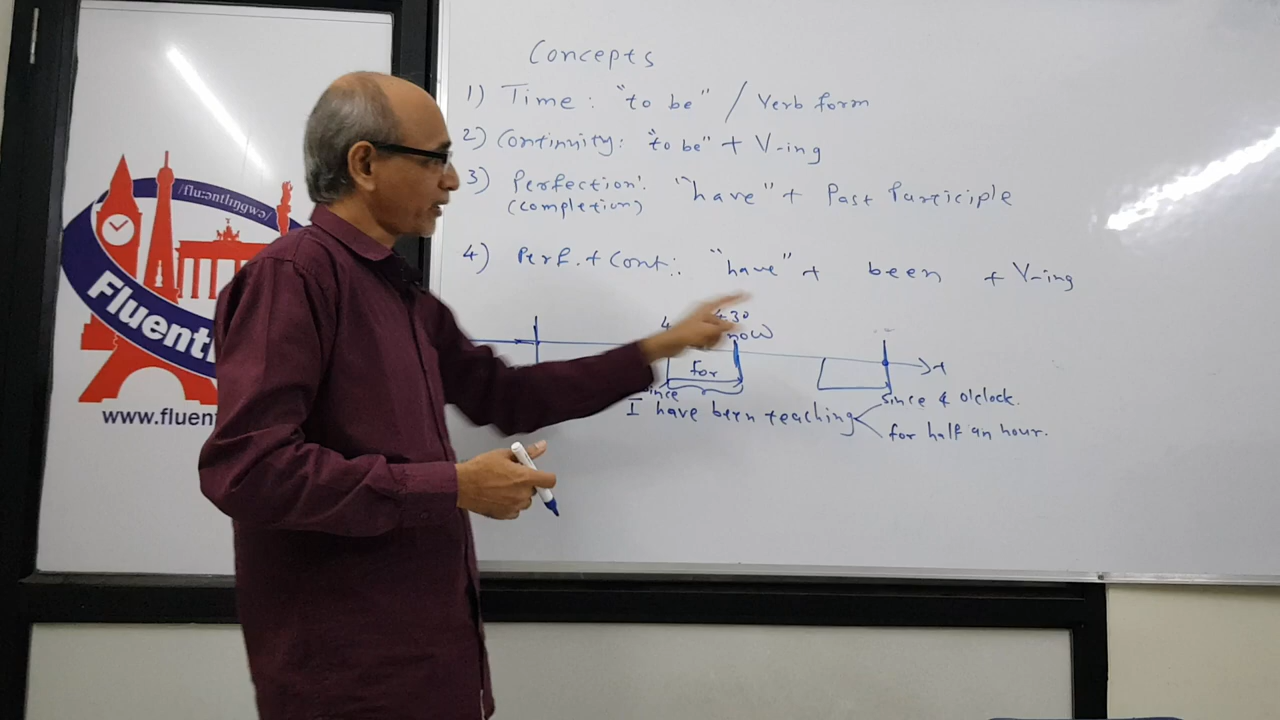 Concepts
1) Time: "to be" / Verb form
2) Continuity: "to be" + V-ing
3) Perfection: "have" + Past Participle
(completion)
4) Perf. + Cont.: "have" + been + V-ing
/flu:əntlɪŋgwə/
Fluent
www.fluent
4
4 30
now
for
since
I have been teaching
since 4 o'clock.
for half an hour.